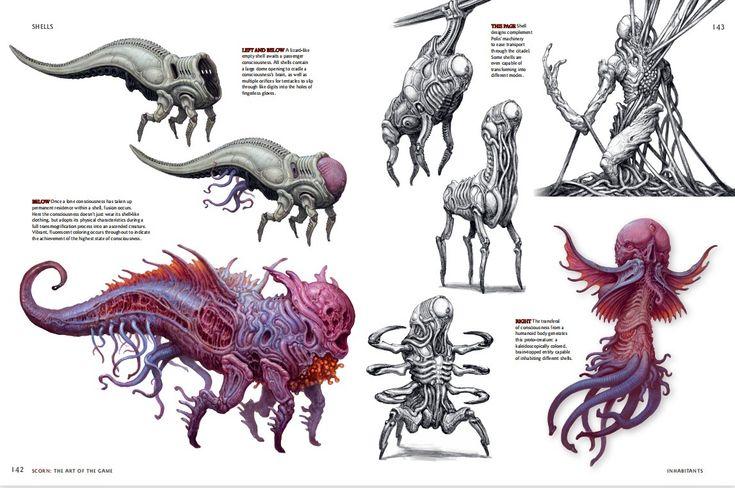 SHELLS
LEFT AND BELOW A lizard-like
empty shell awaits a passenger
consciousness. All shells contain
a large dome opening to cradle a
consciousness's brain, as well as
multiple orifices for tentacles to slip
through like digits into the holes of
fingerless gloves.
BELOW Once a lone consciousness has taken up
permanent residence within a shell, fusion occurs.
Here the consciousness doesn't just wear its shell-like
clothing, but adopts its physical characteristics during a
full transmogrification process into an ascended creature.
Vibrant, fluorescent coloring occurs throughout to indicate
the achievement of the highest state of consciousness.
142 SCORN: THE ART OF THE GAME
THIS PAGE Shell
designs complement
Polis' machinery
to ease transport
through the citadel.
Some shells are
even capable of
transforming into
different modes.
143
RIGHT The transferal
of consciousness from a
humanoid body generates
this proto-creature: a
kaleidoscopically colored,
brain-topped entity capable
of inhabiting different shells.
INHABITANTS